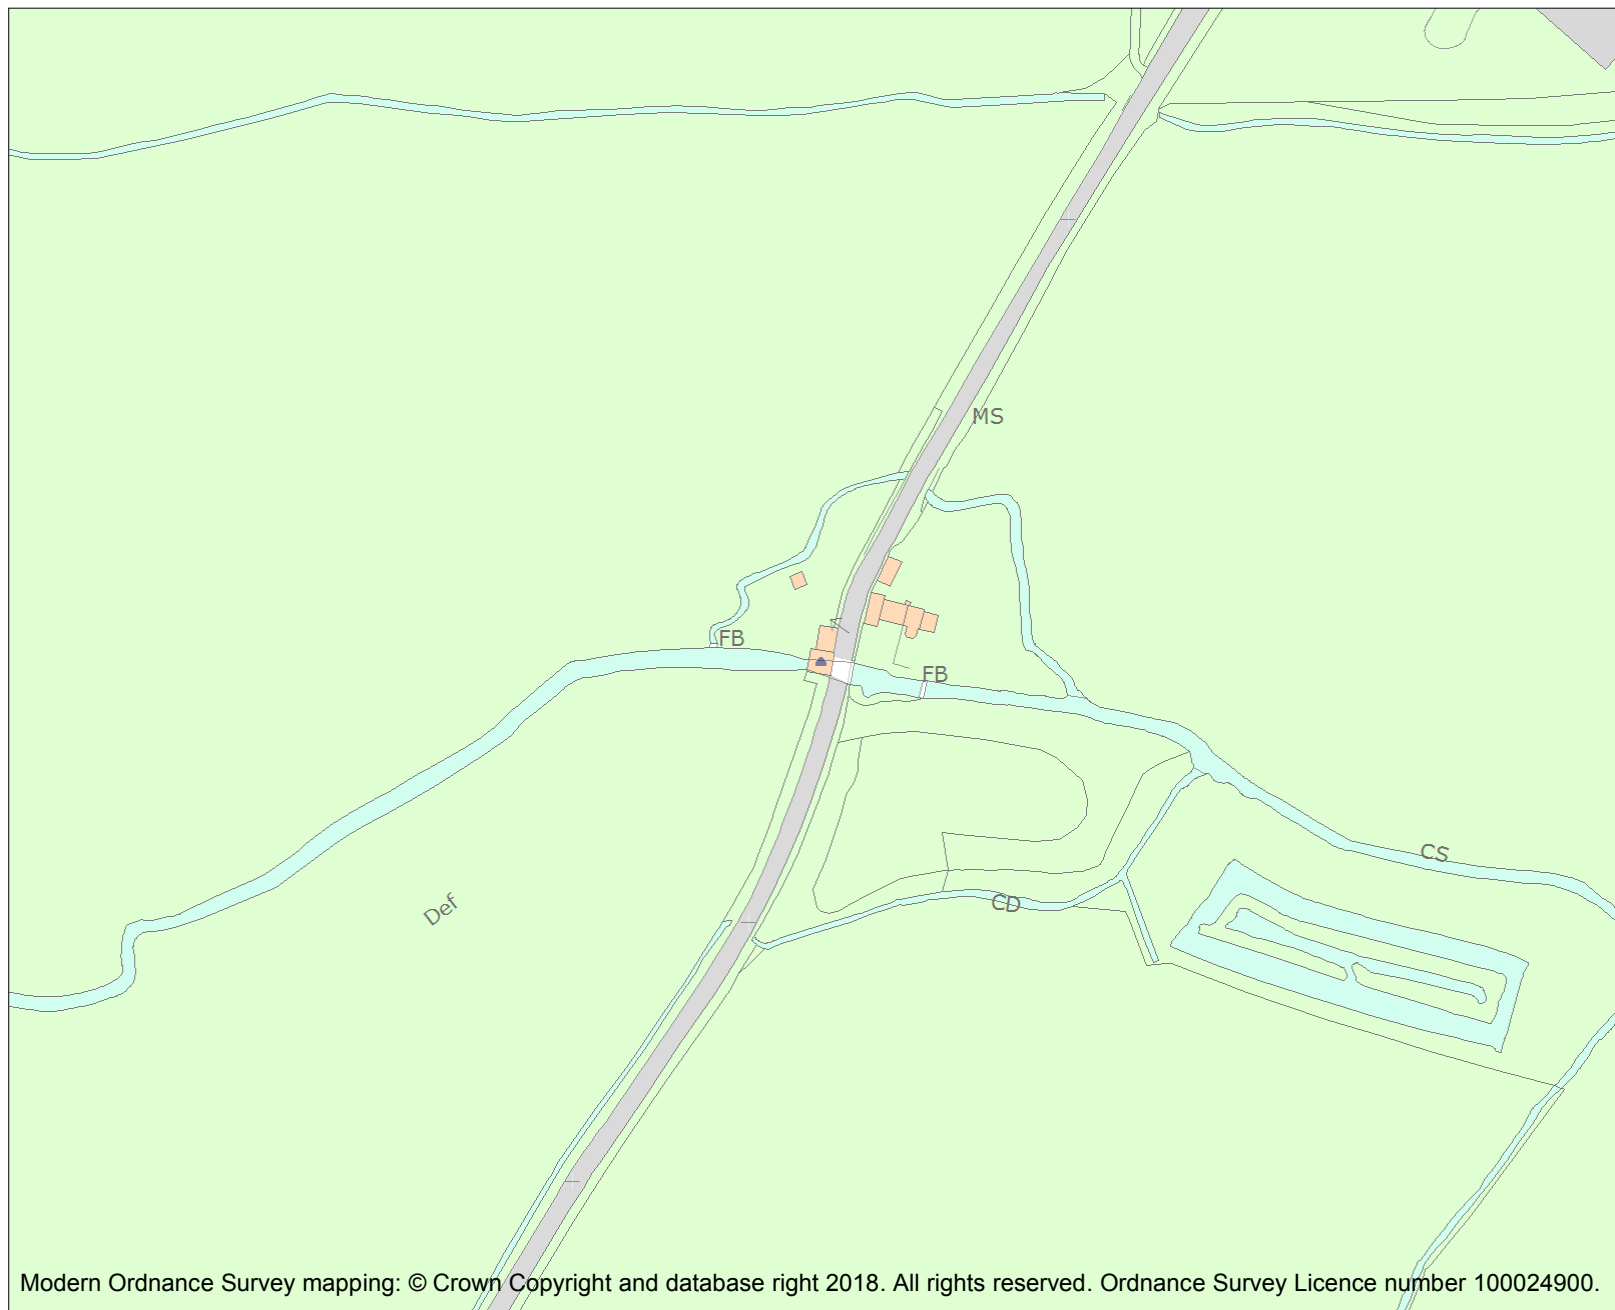 MS
FB
FB
CS
CD
Def
Modern Ordnance Survey mapping: © Crown Copyright and database right 2018. All rights reserved. Ordnance Survey Licence number 100024900.